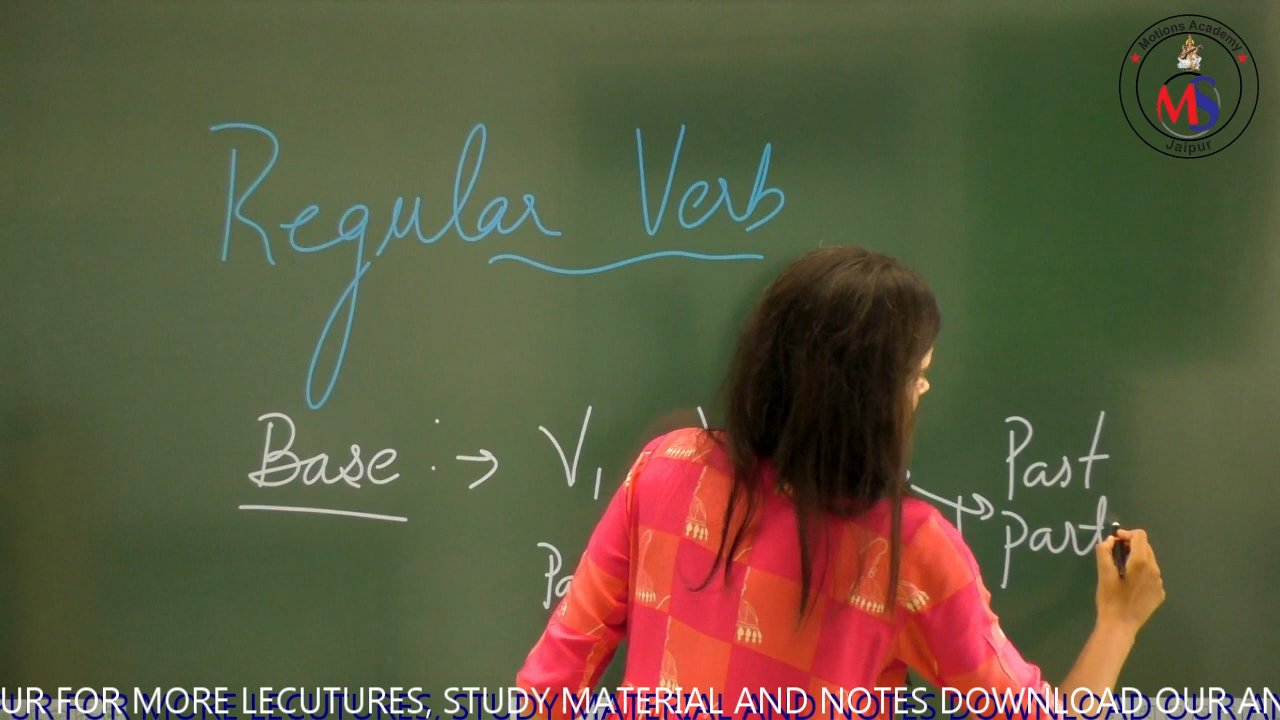 Motions Academy
MS
Jaipur
Regular Verb
Base : → V1
Past
part
UR FOR MORE LECUTURES, STUDY MATERIAL AND NOTES DOWNLOAD OUR AN